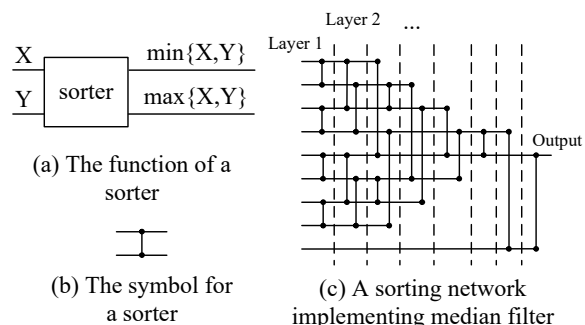 Layer 2 ...
Layer 1
X
min{X,Y}
sorter
Y
max{X,Y}
Output
(a) The function of a
sorter
(b) The symbol for
a sorter
(c) A sorting network
implementing median filter